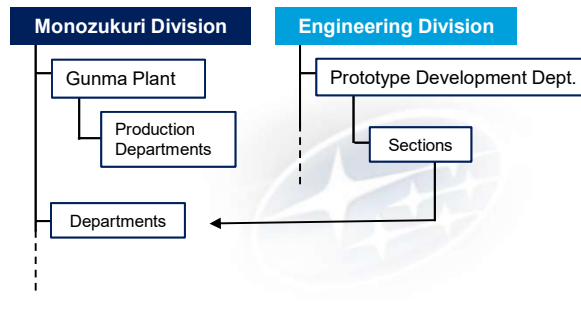 Monozukuri Division
Engineering Division
Gunma Plant
Prototype Development Dept.
Production
Departments
Sections
Departments